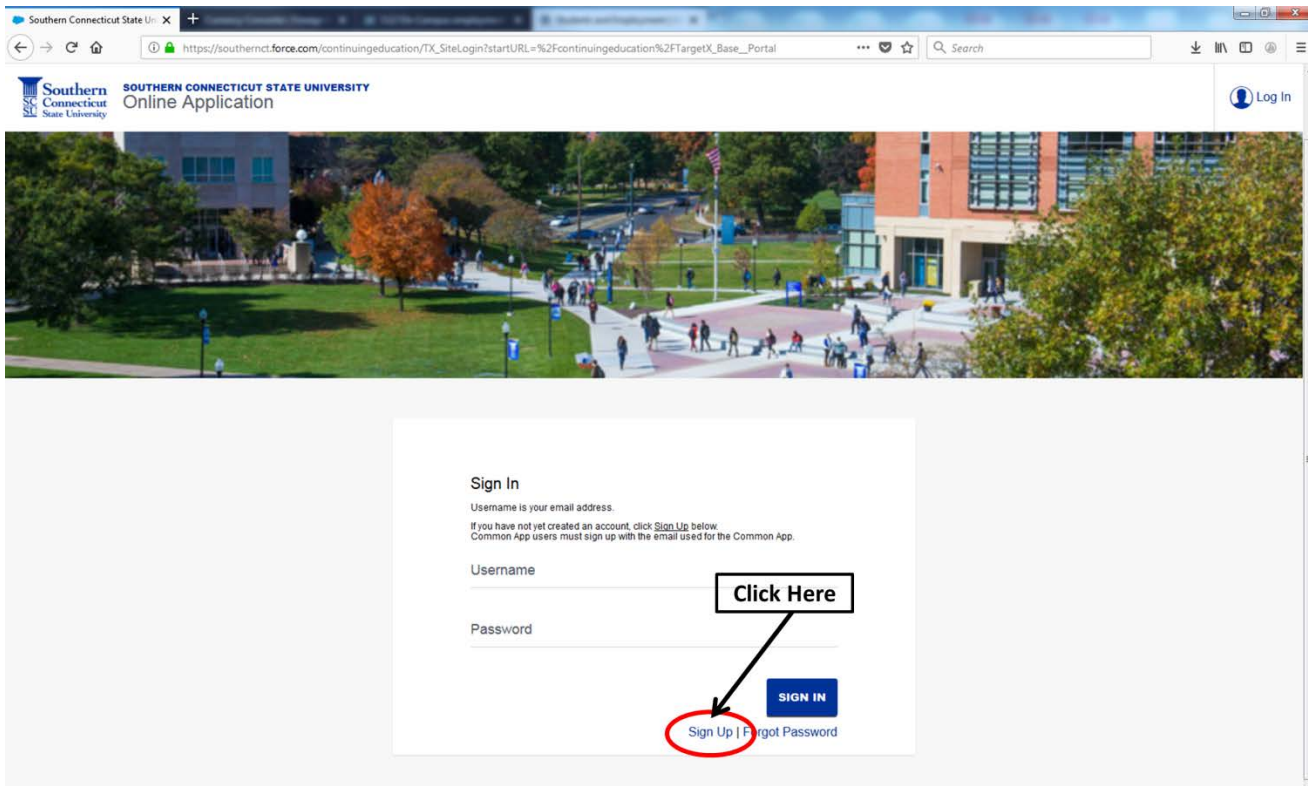 Southern Connecticut State Un
https://southernct.force.com/continuingeducation/TX_SiteLogin?startURL=%2Fcontinuingeducation%2FTargetX_Base__Portal
Search
Southern
SC Connecticut
SU State University
SOUTHERN CONNECTICUT STATE UNIVERSITY
Online Application
Log In
Sign In
Username is your email address.
If you have not yet created an account, click Sign Up below.
Common App users must sign up with the email used for the Common App.
Username
Click Here
Password
SIGN IN
Sign Up | Forgot Password